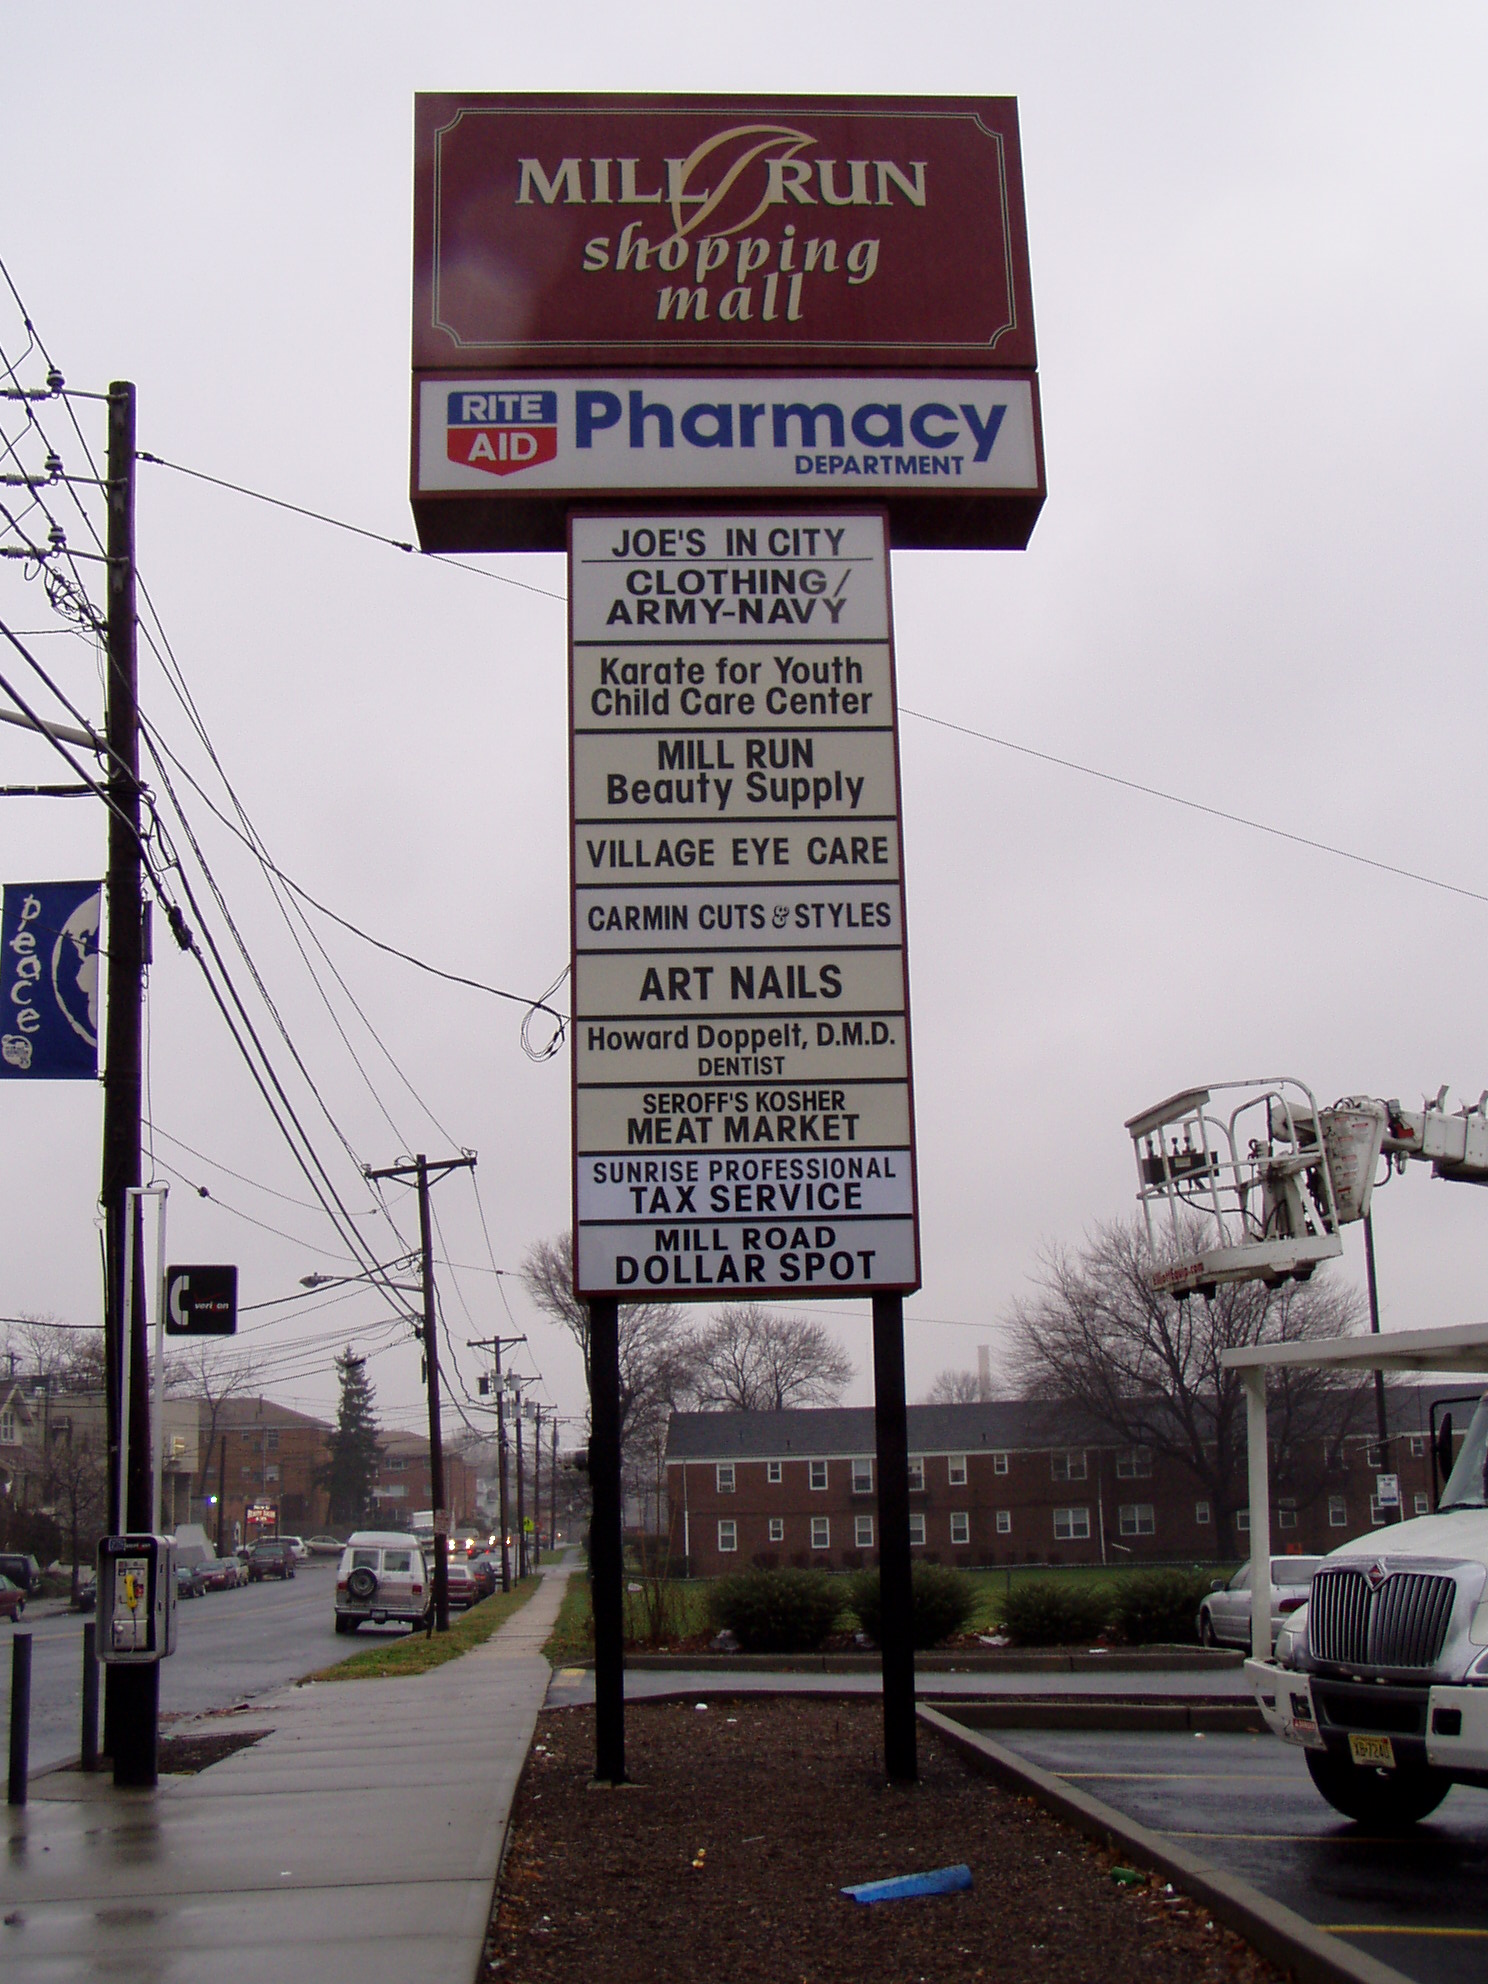 MILL RUN
shopping
mall
RITE
AID
Pharmacy
DEPARTMENT
JOE'S IN CITY
CLOTHING/
ARMY-NAVY
Karate for Youth
Child Care Center
MILL RUN
Beauty Supply
VILLAGE EYE CARE
CARMIN CUTS & STYLES
ART NAILS
Howard Doppelt, D.M.D.
DENTIST
SEROFF'S KOSHER
MEAT MARKET
SUNRISE PROFESSIONAL
TAX SERVICE
MILL ROAD
DOLLAR SPOT
peace
verizon